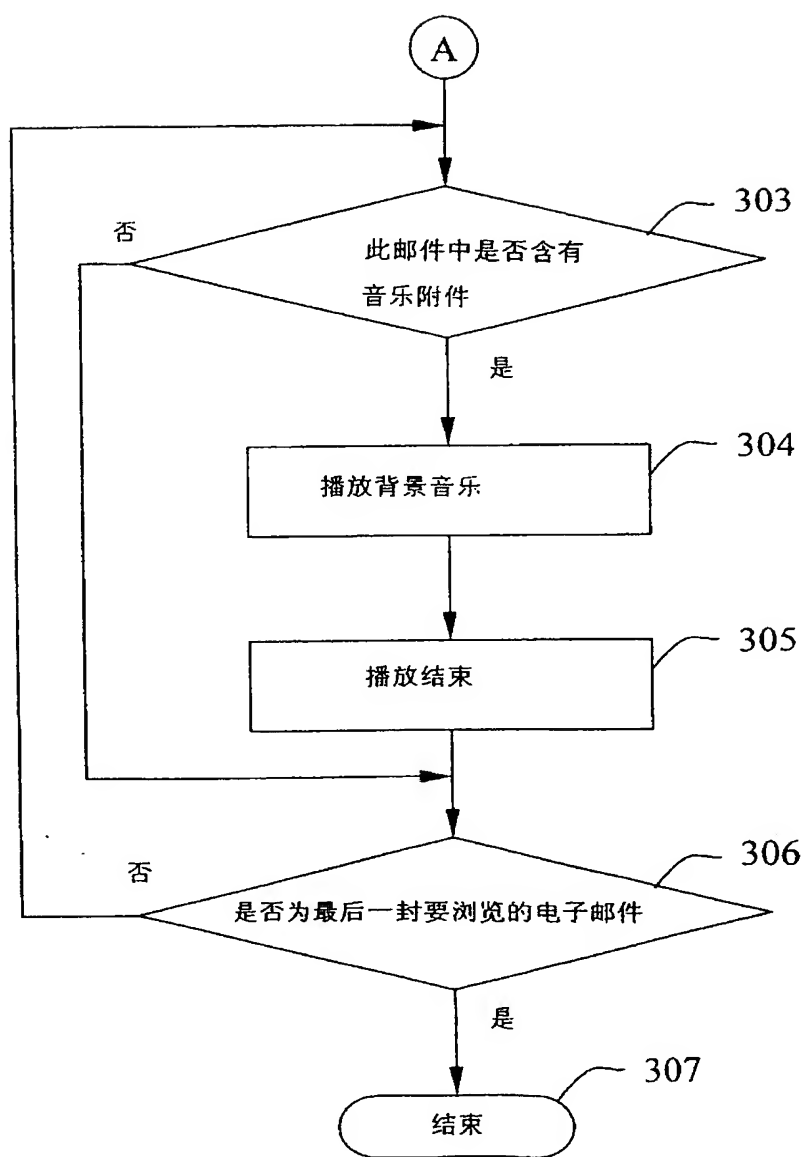 A
303
否
此邮件中是否含有
音乐附件
是
304
播放背景音乐
305
播放结束
306
否
是否为最后一封要浏览的电子邮件
是
307
结束